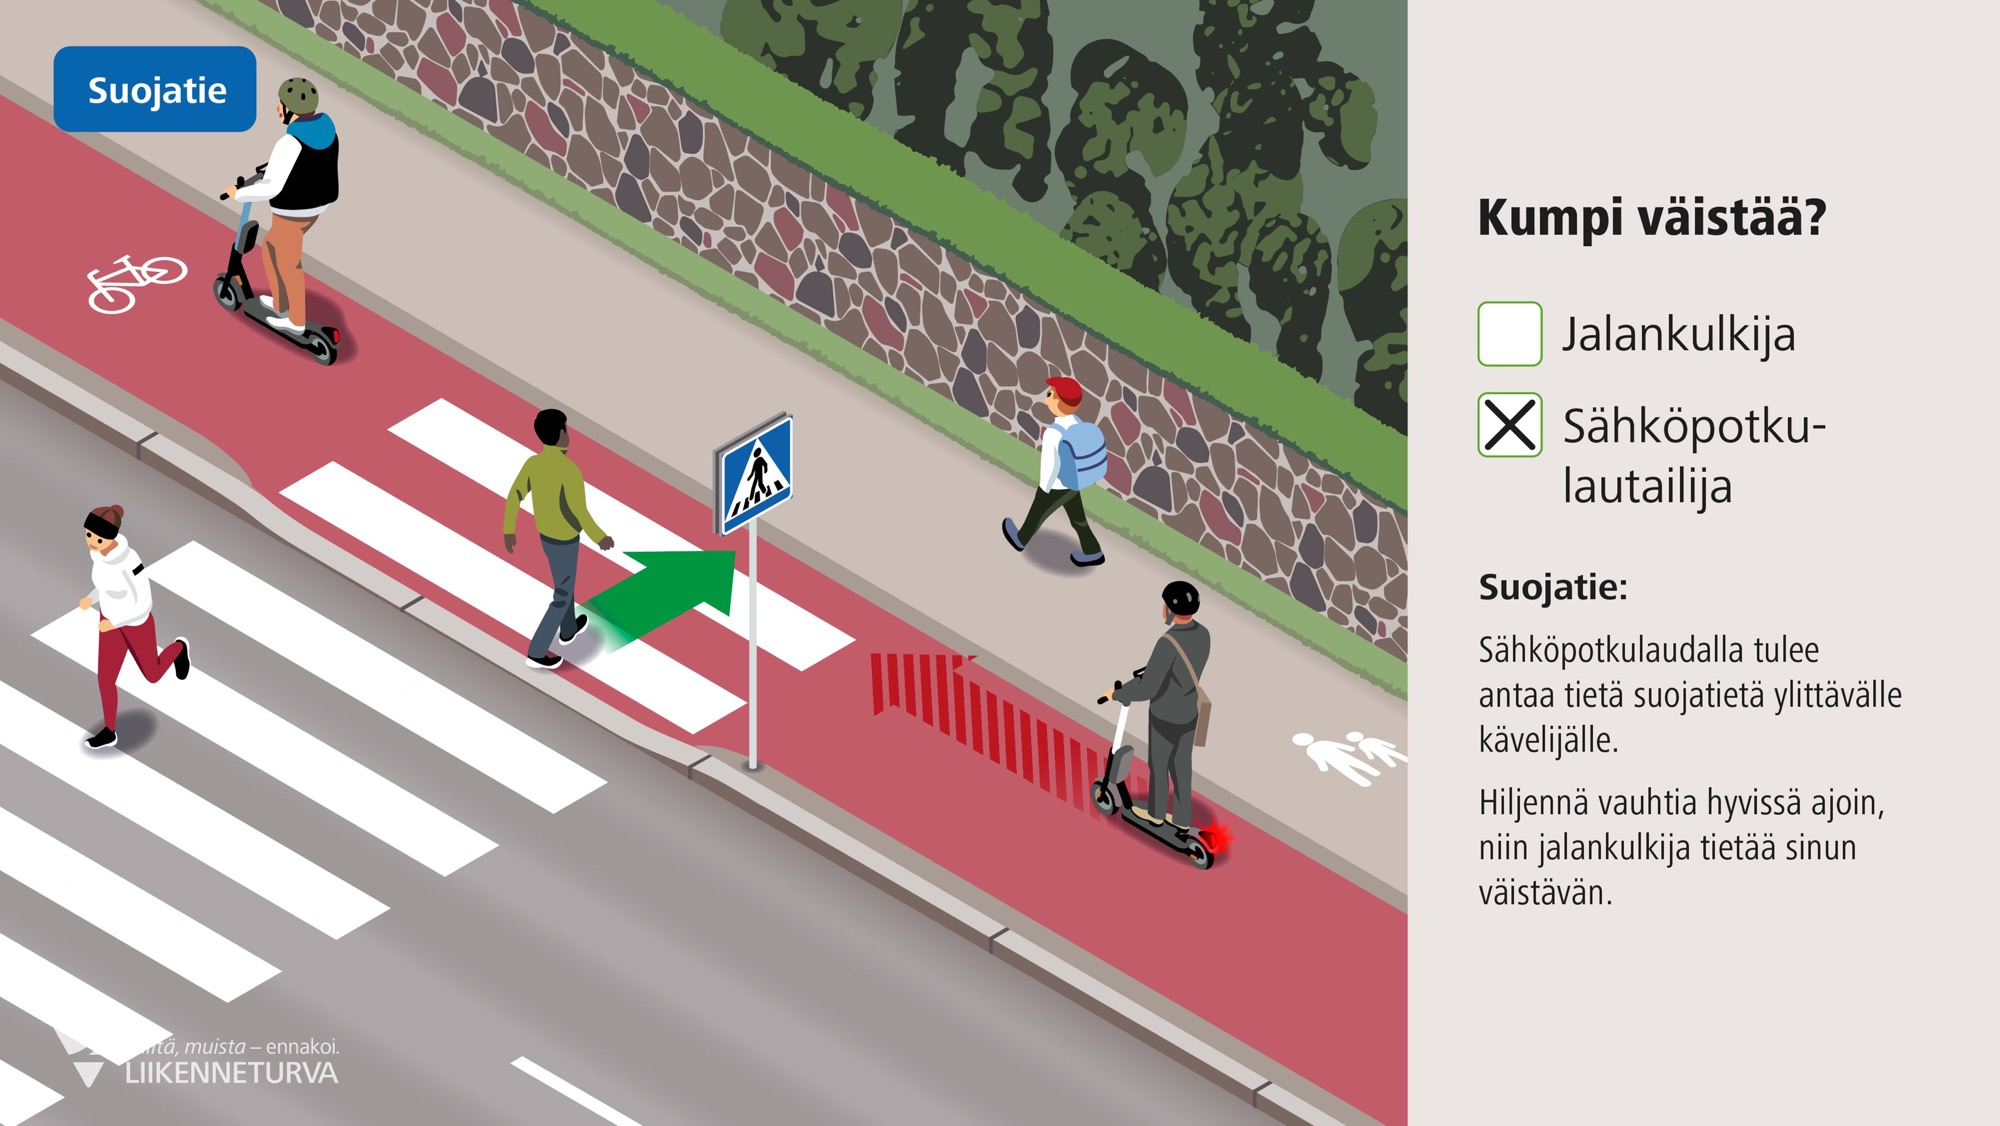 Suojatie
Kumpi väistää?
Jalankulkija
Sähköpotku-
lautailija
Suojatie:
Sähköpotkulaudalla tulee
antaa tietä suojatietä ylittävälle
kävelijälle.
Hiljennä vauhtia hyvissä ajoin,
niin jalankulkija tietää sinun
väistävän.
muista – ennakoi.
LIIKENNETURVA